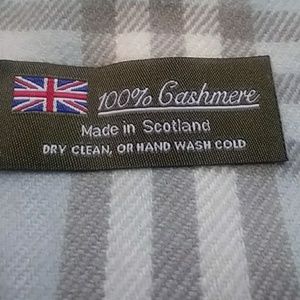 100% Cashmere
Made in Scotland
DRY CLEAN, OR HAND WASH COLD